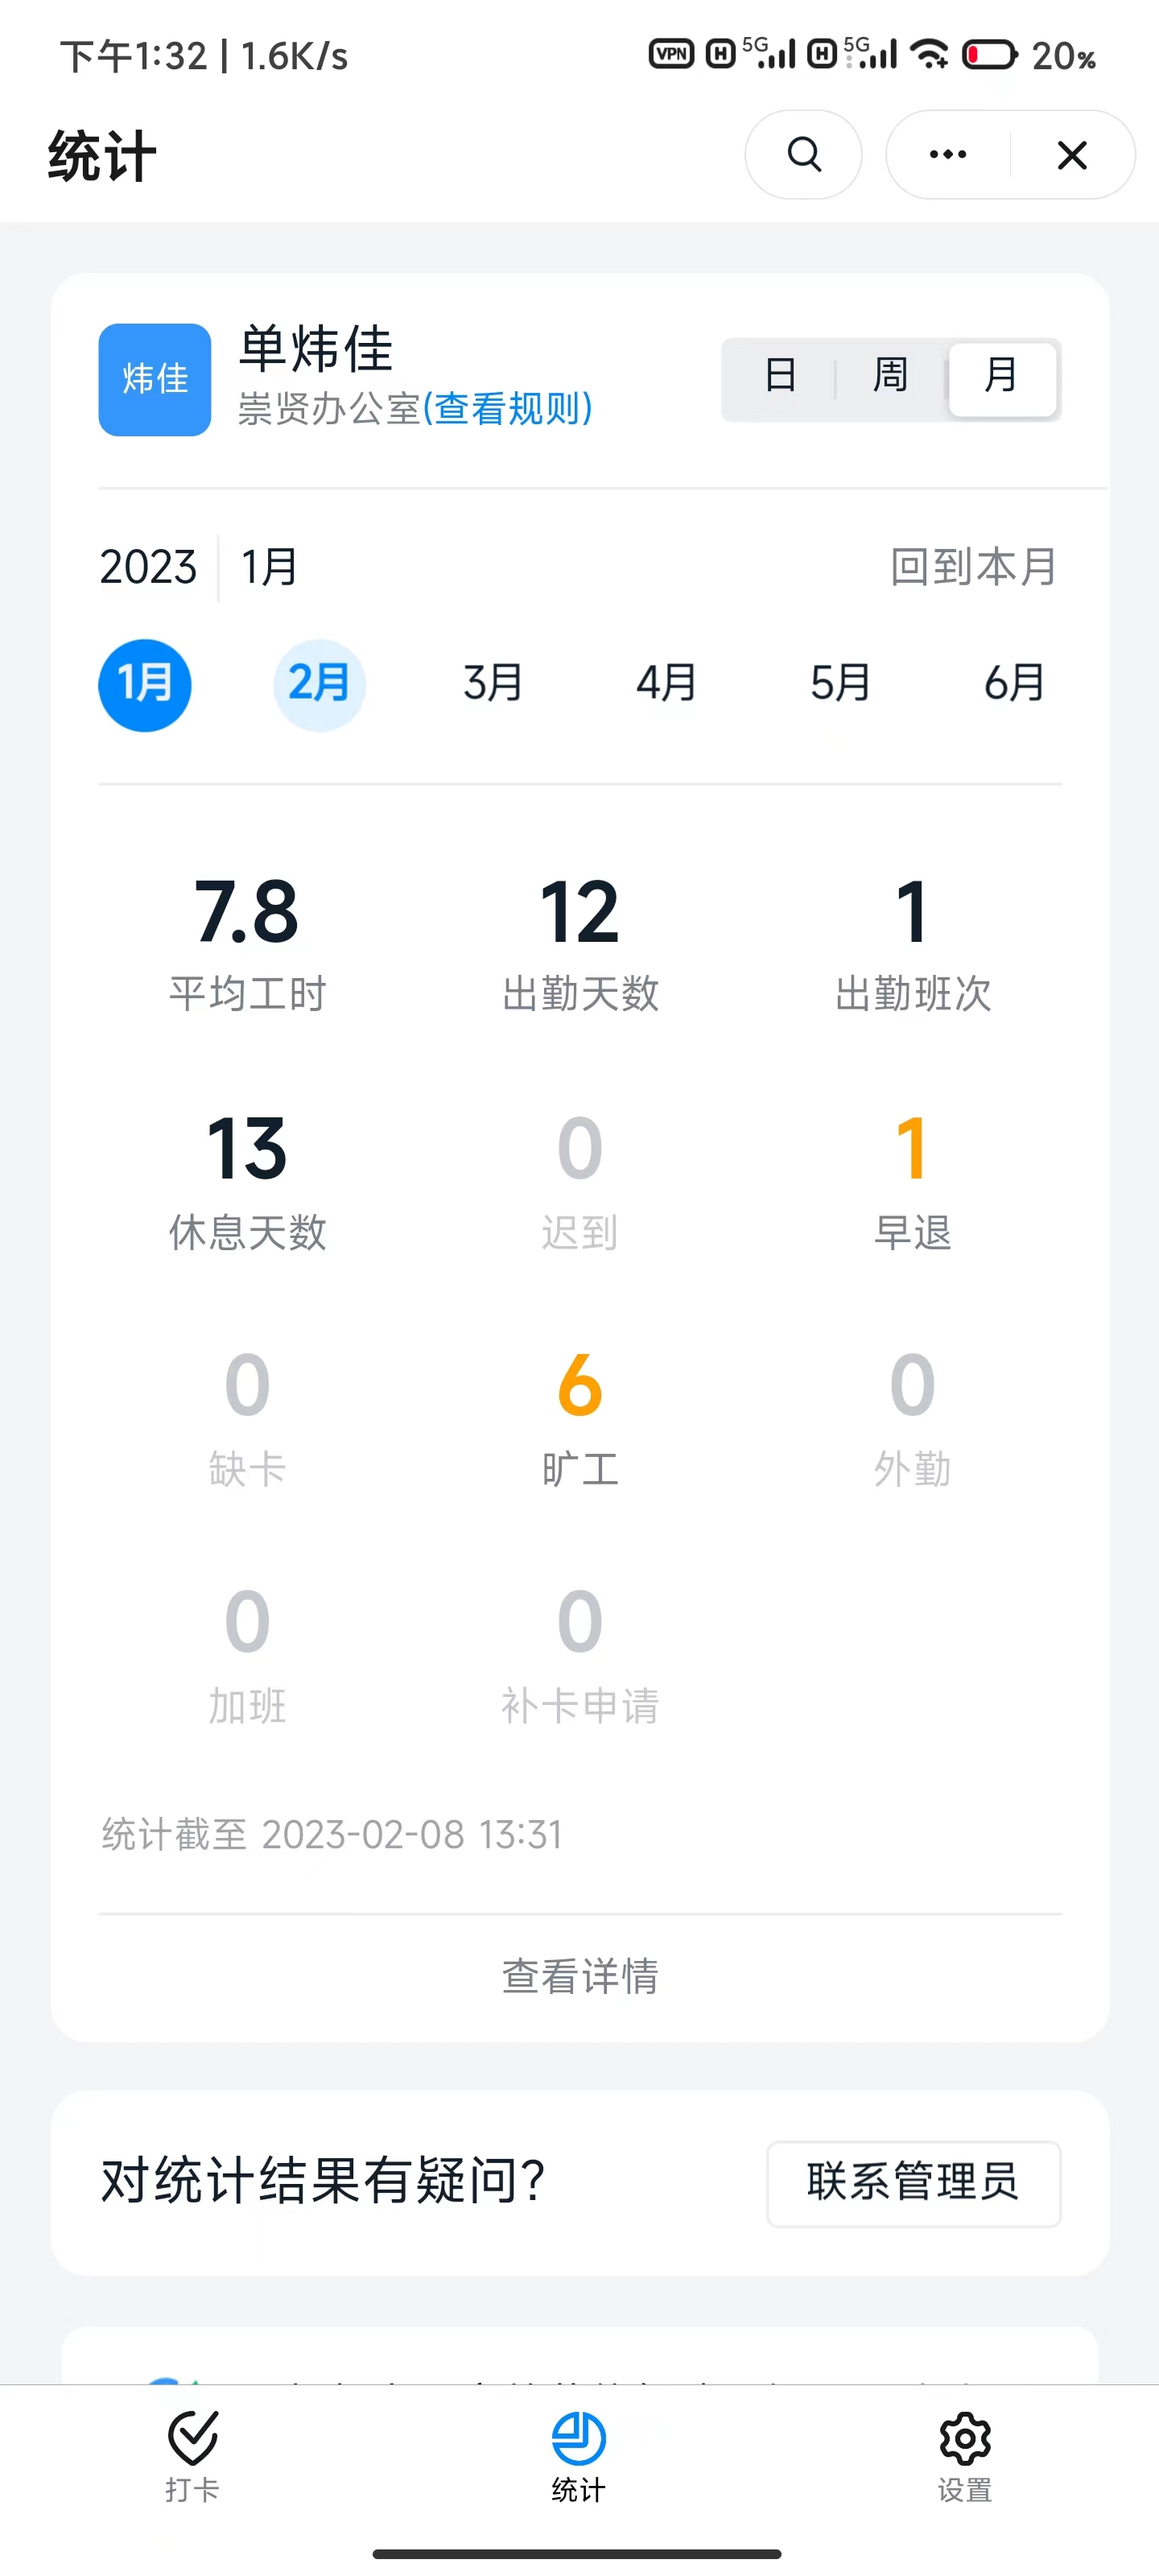 下午1:32 | 1.6K/s VPN H 5G H 5G 20%
统计
炜佳
单炜佳
崇贤办公室(查看规则)
日 周 月
2023 1月 回到本月
1月 2月 3月 4月 5月 6月
7.8 12 1
平均工时 出勤天数 出勤班次
13 0 1
休息天数 迟到 早退
0 6 0
缺卡 旷工 外勤
0 0
加班 补卡申请
统计截至 2023-02-08 13:31
查看详情
对统计结果有疑问? 联系管理员
打卡 统计 设置